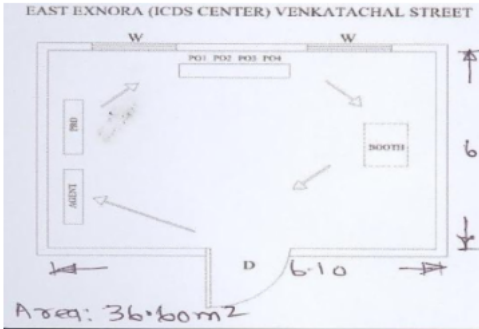 EAST EXNORA (ICDS CENTER) VENKATACHAL STREET
W W
PO1 PO2 PO3 PO4
PRO
BOOTH
6
AGENT
D 6.10
Area: 36.60m2